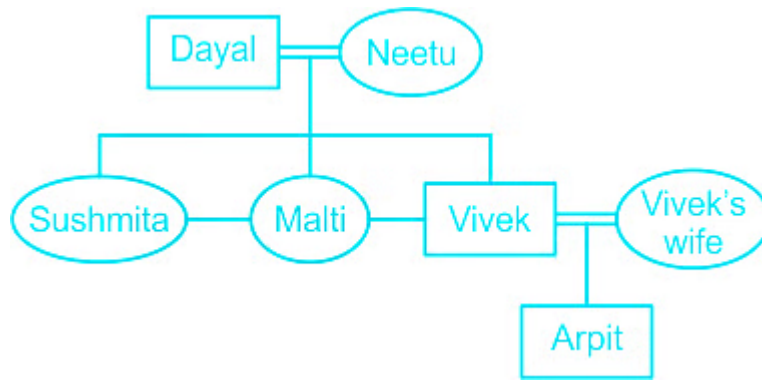 Dayal
Neetu
Sushmita
Malti
Vivek
Vivek's
wife
Arpit